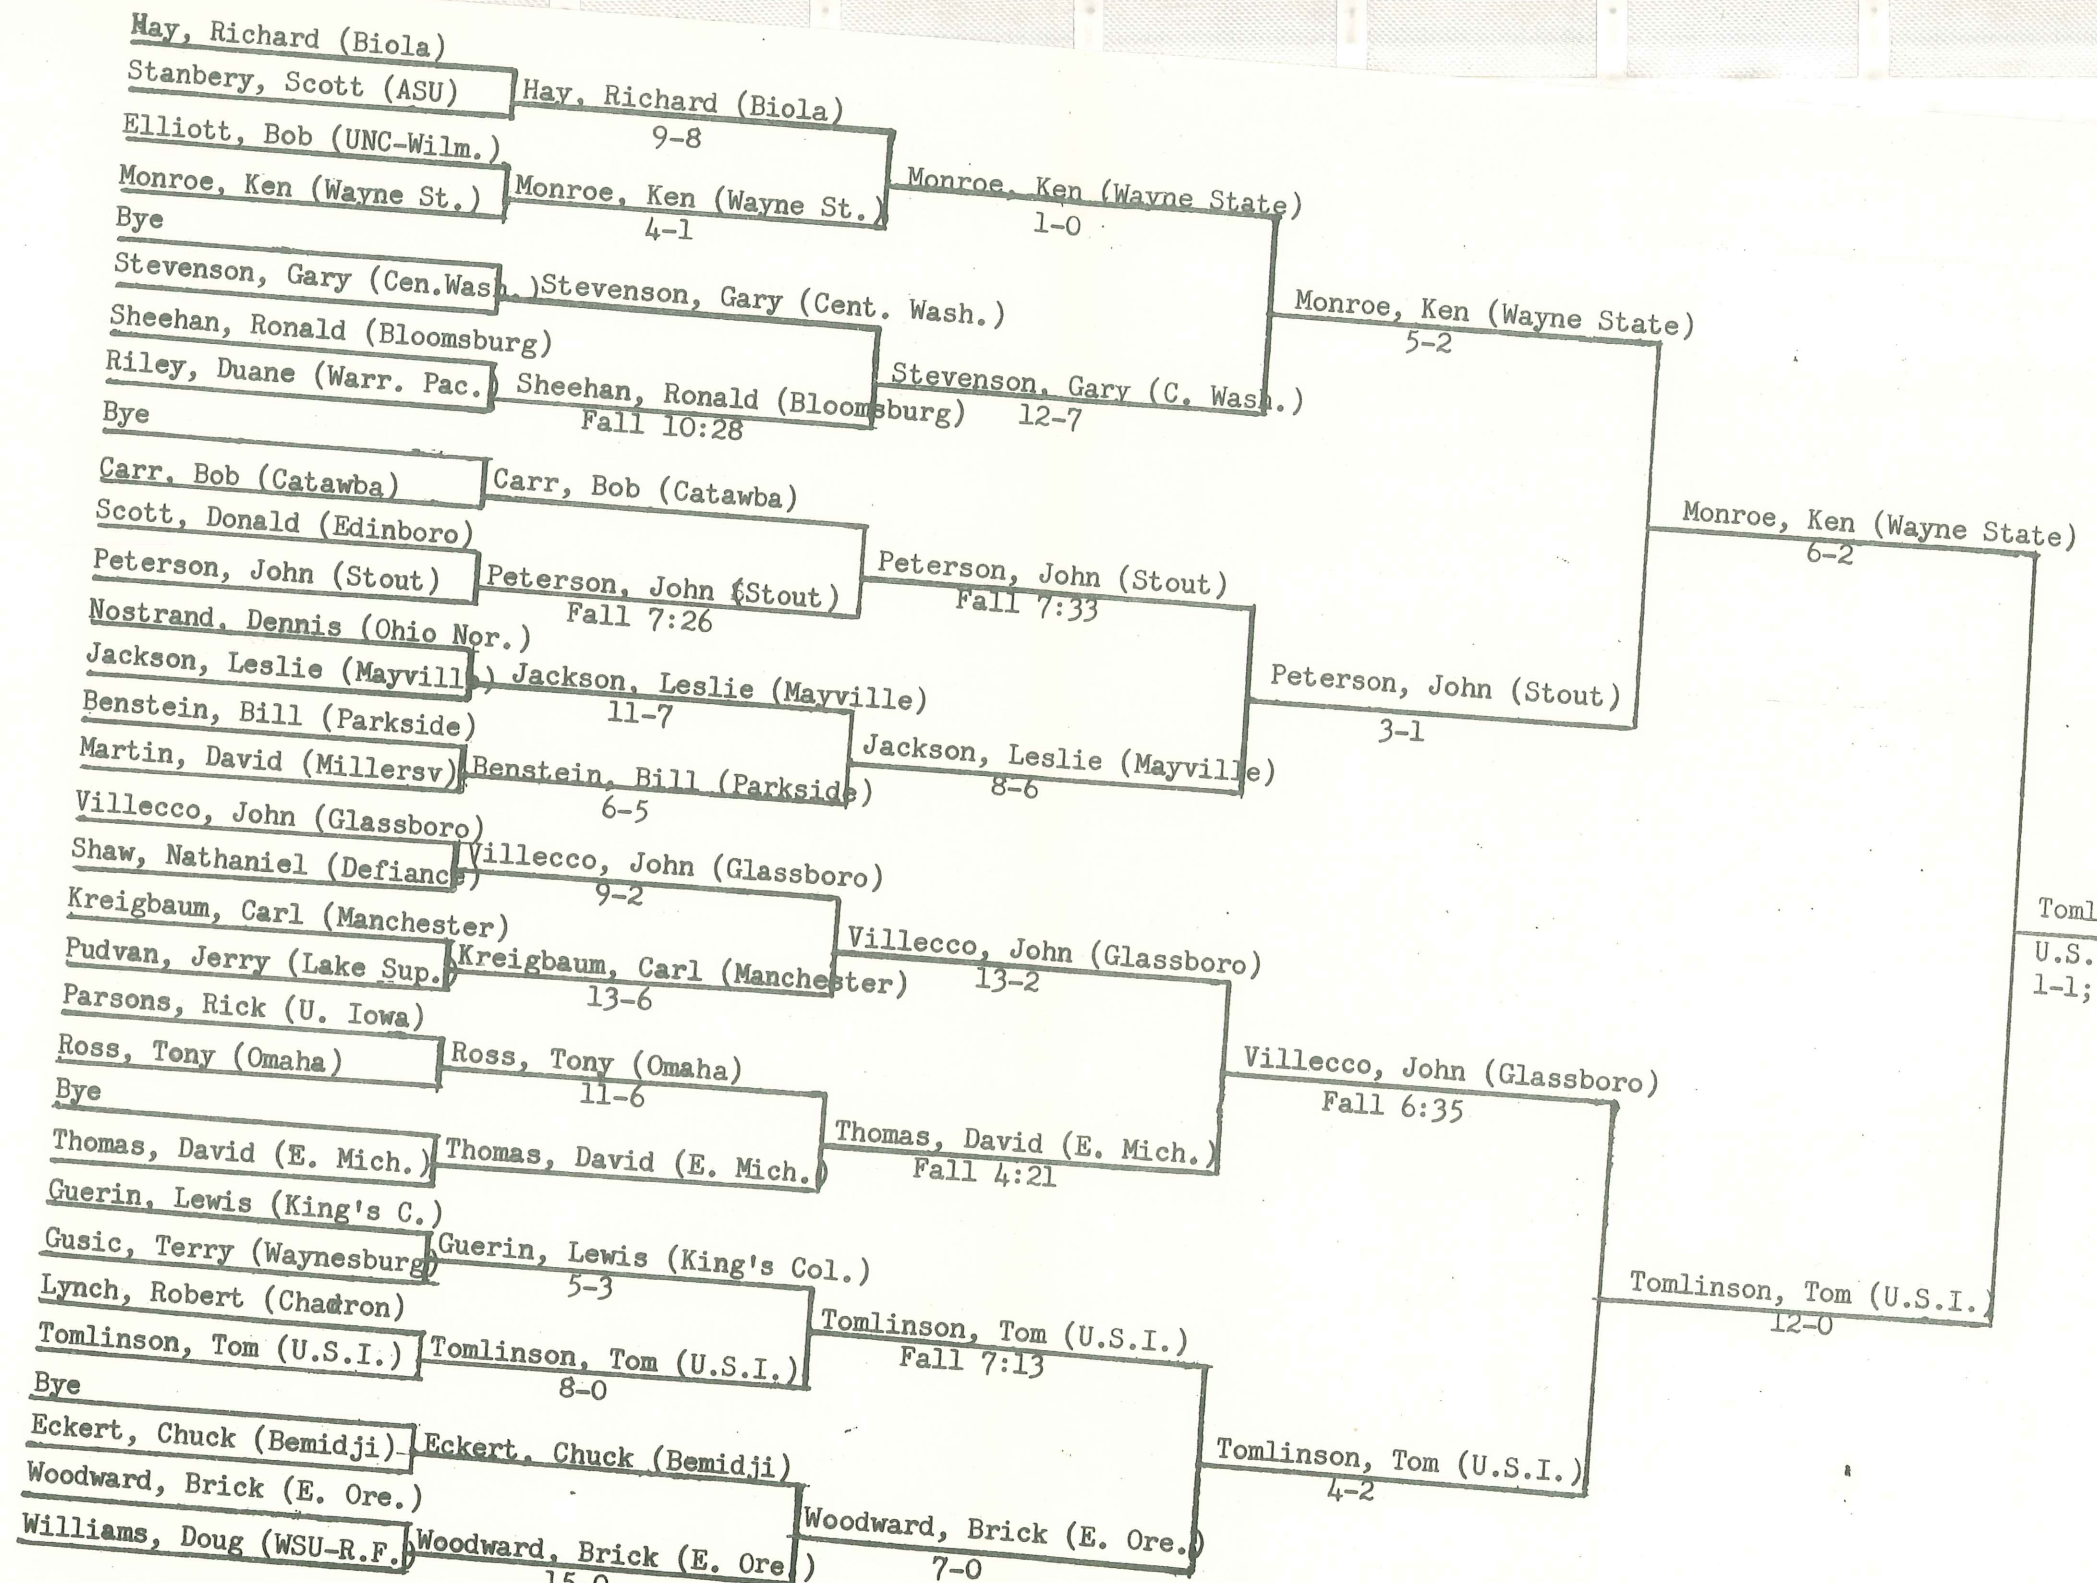 Hay, Richard (Biola)
Stanbery, Scott (ASU)
Hay, Richard (Biola)
9-8
Elliott, Bob (UNC-Wilm.)
Monroe, Ken (Wayne St.)
Monroe, Ken (Wayne St.)
4-1
Monroe, Ken (Wayne State)
1-0
Bye
Stevenson, Gary (Cen.Wash.)
Stevenson, Gary (Cent. Wash.)
Sheehan, Ronald (Bloomsburg)
Riley, Duane (Warr. Pac.)
Sheehan, Ronald (Bloomsburg)
Fall 10:28
Stevenson, Gary (C. Wash.)
12-7
Monroe, Ken (Wayne State)
5-2
Bye
Carr, Bob (Catawba)
Carr, Bob (Catawba)
Scott, Donald (Edinboro)
Peterson, John (Stout)
Peterson, John (Stout)
Fall 7:26
Peterson, John (Stout)
Fall 7:33
Nostrand, Dennis (Ohio Nor.)
Jackson, Leslie (Mayvill.)
Jackson, Leslie (Mayville)
11-7
Benstein, Bill (Parkside)
Martin, David (Millersv)
Benstein, Bill (Parkside)
6-5
Jackson, Leslie (Mayville)
8-6
Peterson, John (Stout)
3-1
Monroe, Ken (Wayne State)
6-2
Villecco, John (Glassboro)
Shaw, Nathaniel (Defiance)
Villecco, John (Glassboro)
9-2
Kreigbaum, Carl (Manchester)
Pudvan, Jerry (Lake Sup.)
Kreigbaum, Carl (Manchester)
13-6
Villecco, John (Glassboro)
13-2
Parsons, Rick (U. Iowa)
Ross, Tony (Omaha)
Ross, Tony (Omaha)
11-6
Bye
Thomas, David (E. Mich.)
Thomas, David (E. Mich.)
Thomas, David (E. Mich.)
Fall 4:21
Villecco, John (Glassboro)
Fall 6:35
Guerin, Lewis (King's C.)
Gusic, Terry (Waynesburg)
Guerin, Lewis (King's Col.)
5-3
Lynch, Robert (Chadron)
Tomlinson, Tom (U.S.I.)
Tomlinson, Tom (U.S.I.)
8-0
Tomlinson, Tom (U.S.I.)
Fall 7:13
Bye
Eckert, Chuck (Bemidji)
Eckert, Chuck (Bemidji)
Woodward, Brick (E. Ore.)
Williams, Doug (WSU-R.F.)
Woodward, Brick (E. Ore.)
15-0
Woodward, Brick (E. Ore.)
7-0
Tomlinson, Tom (U.S.I.)
4-2
Tomlinson, Tom (U.S.I.)
12-0
Toml
U.S.
1-1;